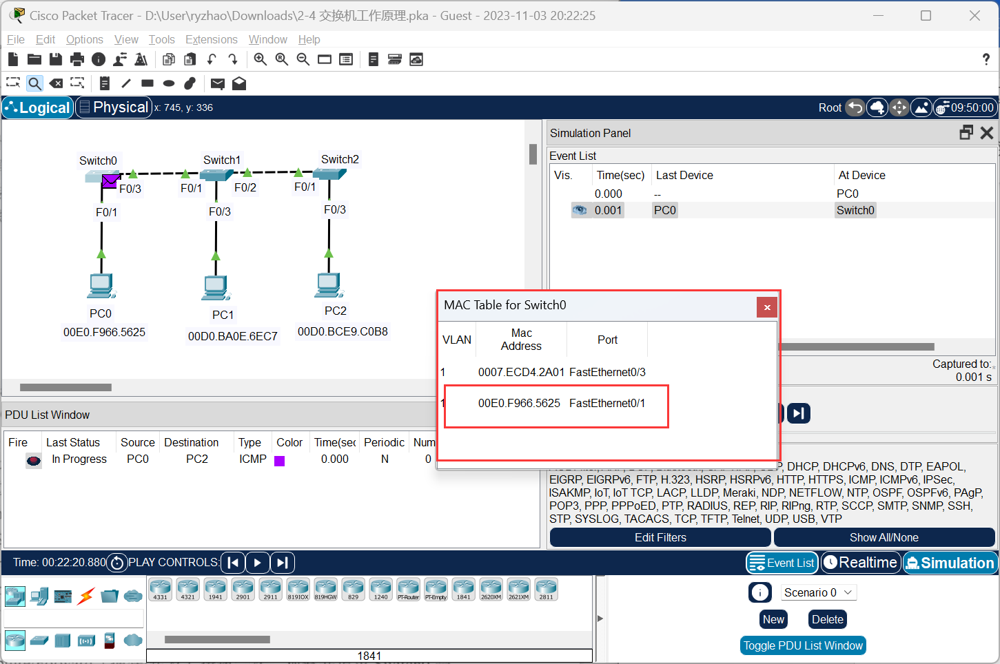 Cisco Packet Tracer - D:\User\ryzhao\Downloads\2-4 交换机工作原理.pka - Guest - 2023-11-03 20:22:25
File Edit Options View Tools Extensions Window Help
?
Logical Physical x: 745, y: 336 Root 09:50:00
Simulation Panel
Event List
Vis. Time(sec) Last Device At Device
0.000 -- PC0
0.001 PC0 Switch0
Switch0 Switch1 Switch2
F0/3 F0/1 F0/2 F0/1
F0/1 F0/3 F0/3
PC0 PC1 PC2
00E0.F966.5625 00D0.BA0E.6EC7 00D0.BCE9.C0B8
MAC Table for Switch0
VLAN Mac Address Port
1 0007.ECD4.2A01 FastEthernet0/3
1 00E0.F966.5625 FastEthernet0/1
Captured to:
0.001 s
PDU List Window
Fire Last Status Source Destination Type Color Time(sec Periodic Num
In Progress PC0 PC2 ICMP 0.000 N 0
DHCP, DHCPv6, DNS, DTP, EAPOL,
EIGRP, EIGRPv6, FTP, H.323, HSRP, HSRPv6, HTTP, HTTPS, ICMP, ICMPv6, IPSec,
ISAKMP, IoT, IoT TCP, LACP, LLDP, Meraki, NDP, NETFLOW, NTP, OSPF, OSPFv6, PAgP,
POP3, PPP, PPPoED, PTP, RADIUS, REP, RIP, RIPng, RTP, SCCP, SMTP, SNMP, SSH,
STP, SYSLOG, TACACS, TCP, TFTP, Telnet, UDP, USB, VTP
Edit Filters Show All/None
Time: 00:22:20.880 PLAY CONTROLS: Event List Realtime Simulation
4331 4321 1941 2901 2911 819IOX 819HGW 829 1240 PT-Router PT-Empty 1841 2620XM 2621XM 2811
Scenario 0
New Delete
Toggle PDU List Window
1841